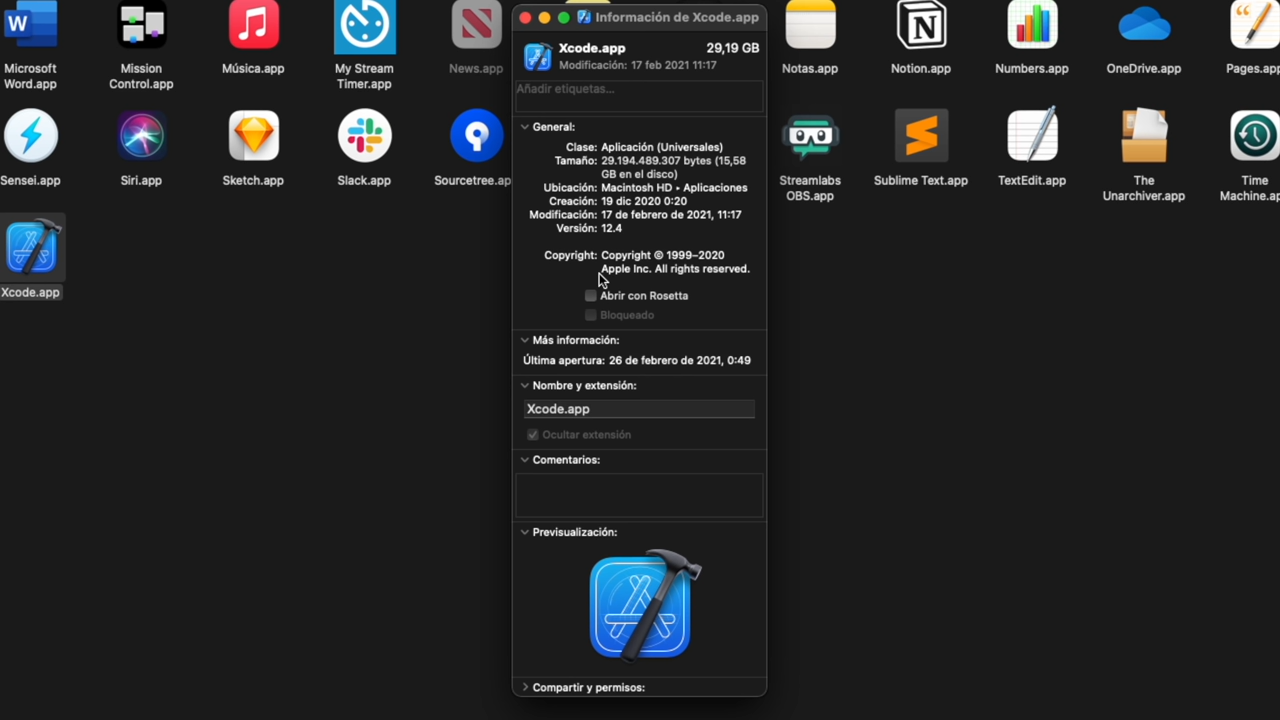 Información de Xcode.app
Microsoft
Word.app
Mission
Control.app
Música.app
My Stream
Timer.app
News.app
Notas.app
Notion.app
Numbers.app
OneDrive.app
Pages.app
Sensei.app
Siri.app
Sketch.app
Slack.app
Sourcetree.ap
Streamlabs
OBS.app
Sublime Text.app
TextEdit.app
The
Unarchiver.app
Time
Machine.ap
Xcode.app
Xcode.app 29,19 GB
Modificación: 17 feb 2021 11:17
Añadir etiquetas...
General:
Clase: Aplicación (Universales)
Tamaño: 29.194.489.307 bytes (15,58
GB en el disco)
Ubicación: Macintosh HD ▸ Aplicaciones
Creación: 19 dic 2020 0:20
Modificación: 17 de febrero de 2021, 11:17
Versión: 12.4
Copyright: Copyright © 1999–2020
Apple Inc. All rights reserved.
Abrir con Rosetta
Bloqueado
Más información:
Última apertura: 26 de febrero de 2021, 0:49
Nombre y extensión:
Xcode.app
Ocultar extensión
Comentarios:
Previsualización:
Compartir y permisos: